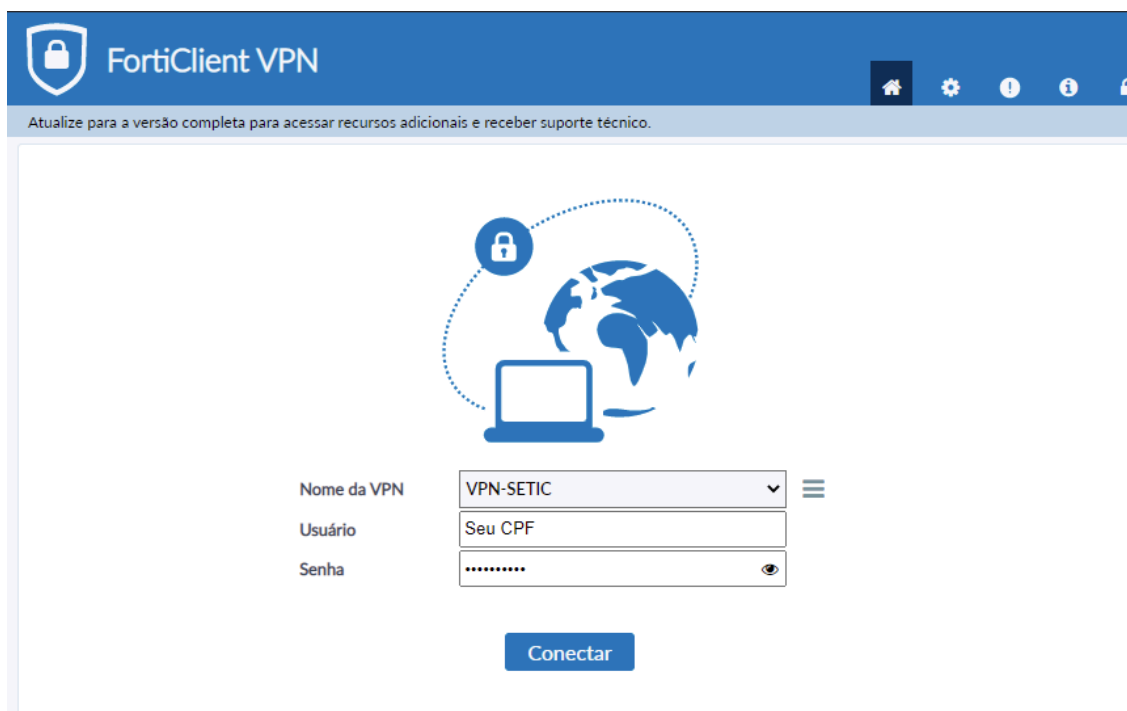 FortiClient VPN
Atualize para a versão completa para acessar recursos adicionais e receber suporte técnico.
Nome da VPN VPN-SETIC
Usuário Seu CPF
Senha ••••••••••
Conectar